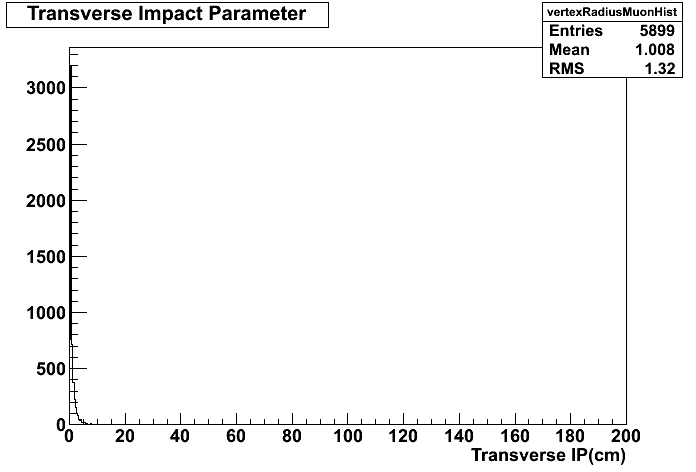 Transverse Impact Parameter
vertexRadiusMuonHist
Entries 5899
Mean 1.008
RMS 1.32
3000
2500
2000
1500
1000
500
0
0 20 40 60 80 100 120 140 160 180 200
Transverse IP(cm)